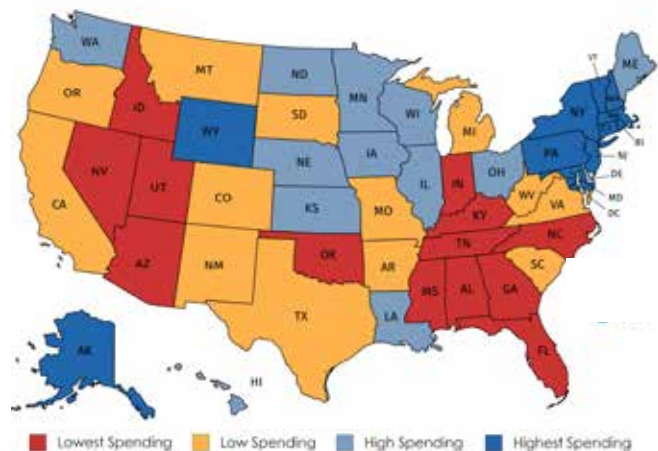 WA
ME
VT
MT
ND
MN
OR
ID
WI
NY
SD
WY
MI
RI
PA
IA
NJ
NE
OH
DE
NV
IL
IN
UT
WV
MD
CO
VA
DC
CA
KS
MO
KY
NC
TN
OK
AZ
NM
AR
SC
MS
AL
GA
TX
LA
AK
FL
HI
Lowest Spending
Low Spending
High Spending
Highest Spending